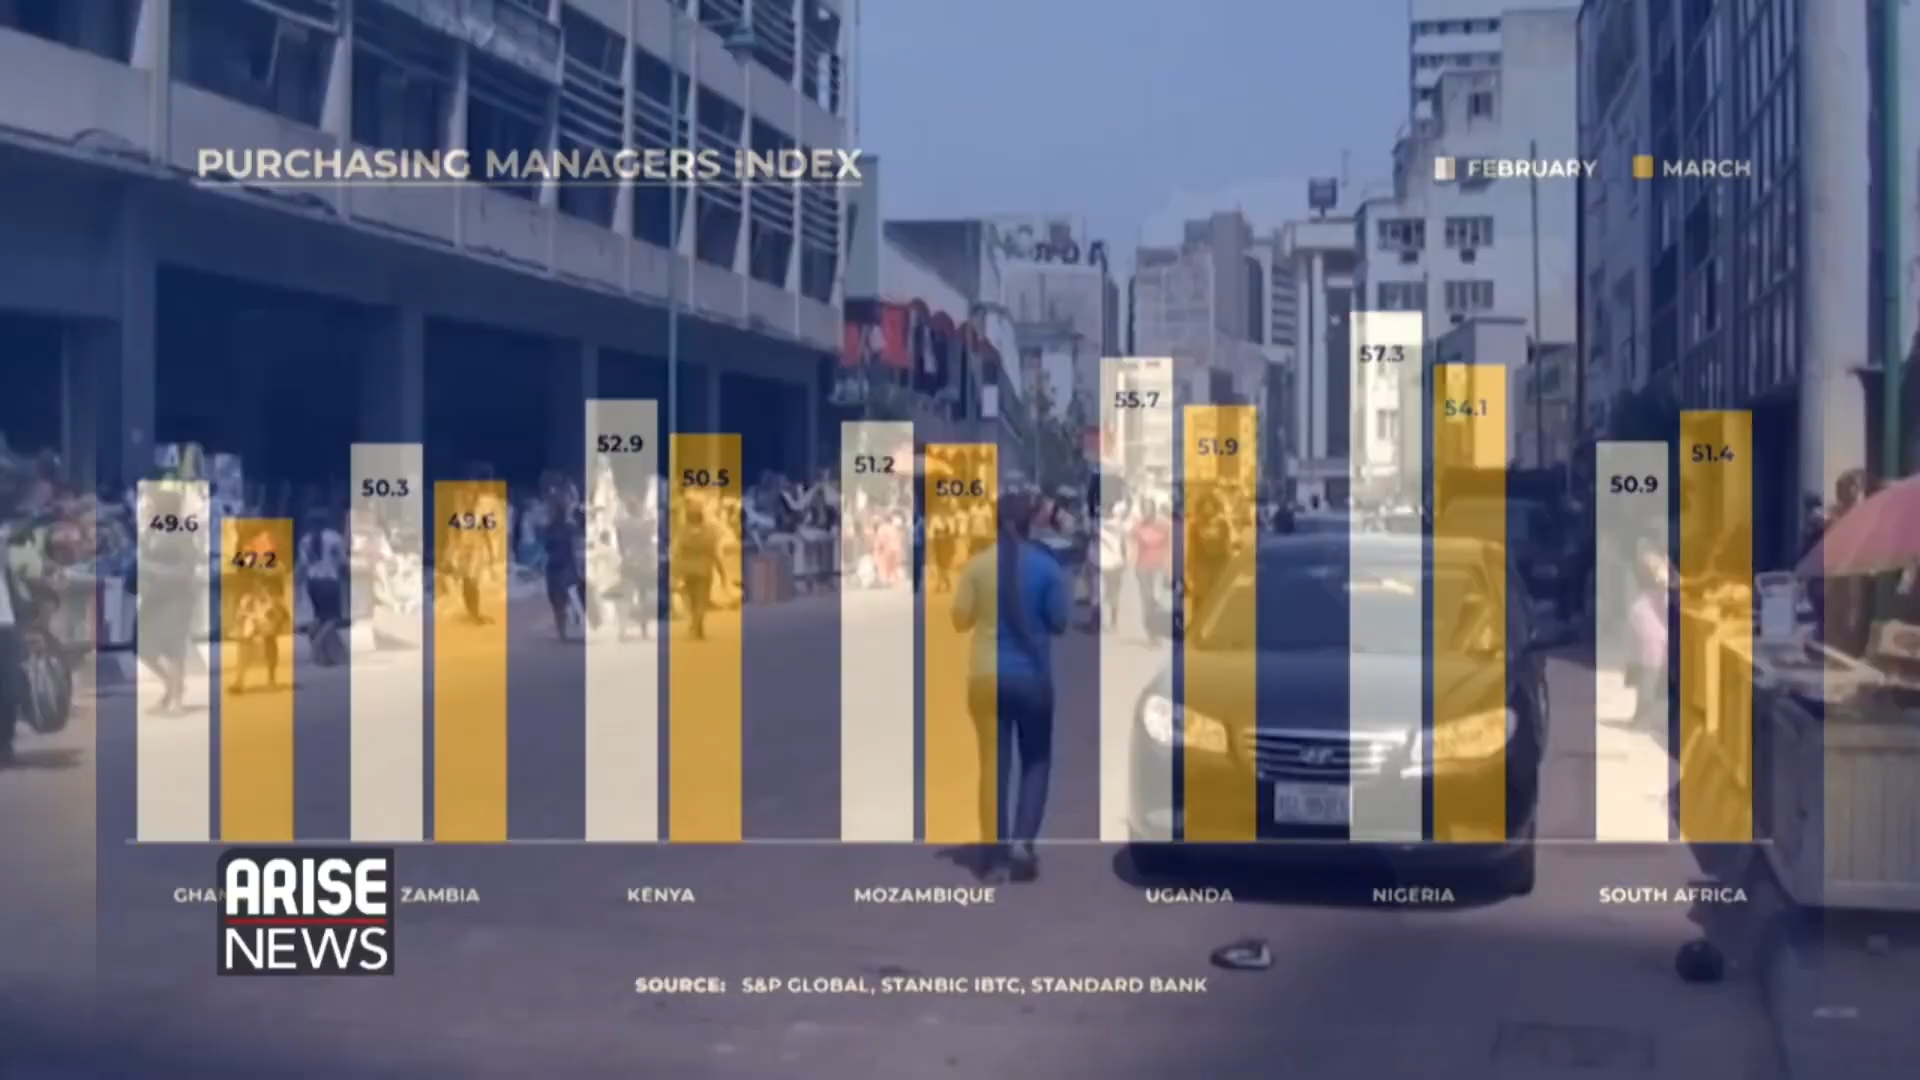 PURCHASING MANAGERS INDEX
FEBRUARY
MARCH
49.6
47.2
50.3
49.6
52.9
50.5
51.2
50.6
55.7
51.9
57.3
54.1
50.9
51.4
ZAMBIA
KENYA
MOZAMBIQUE
UGANDA
NIGERIA
SOUTH AFRICA
ARISE
NEWS
SOURCE: S&P GLOBAL, STANBIC IBTC, STANDARD BANK